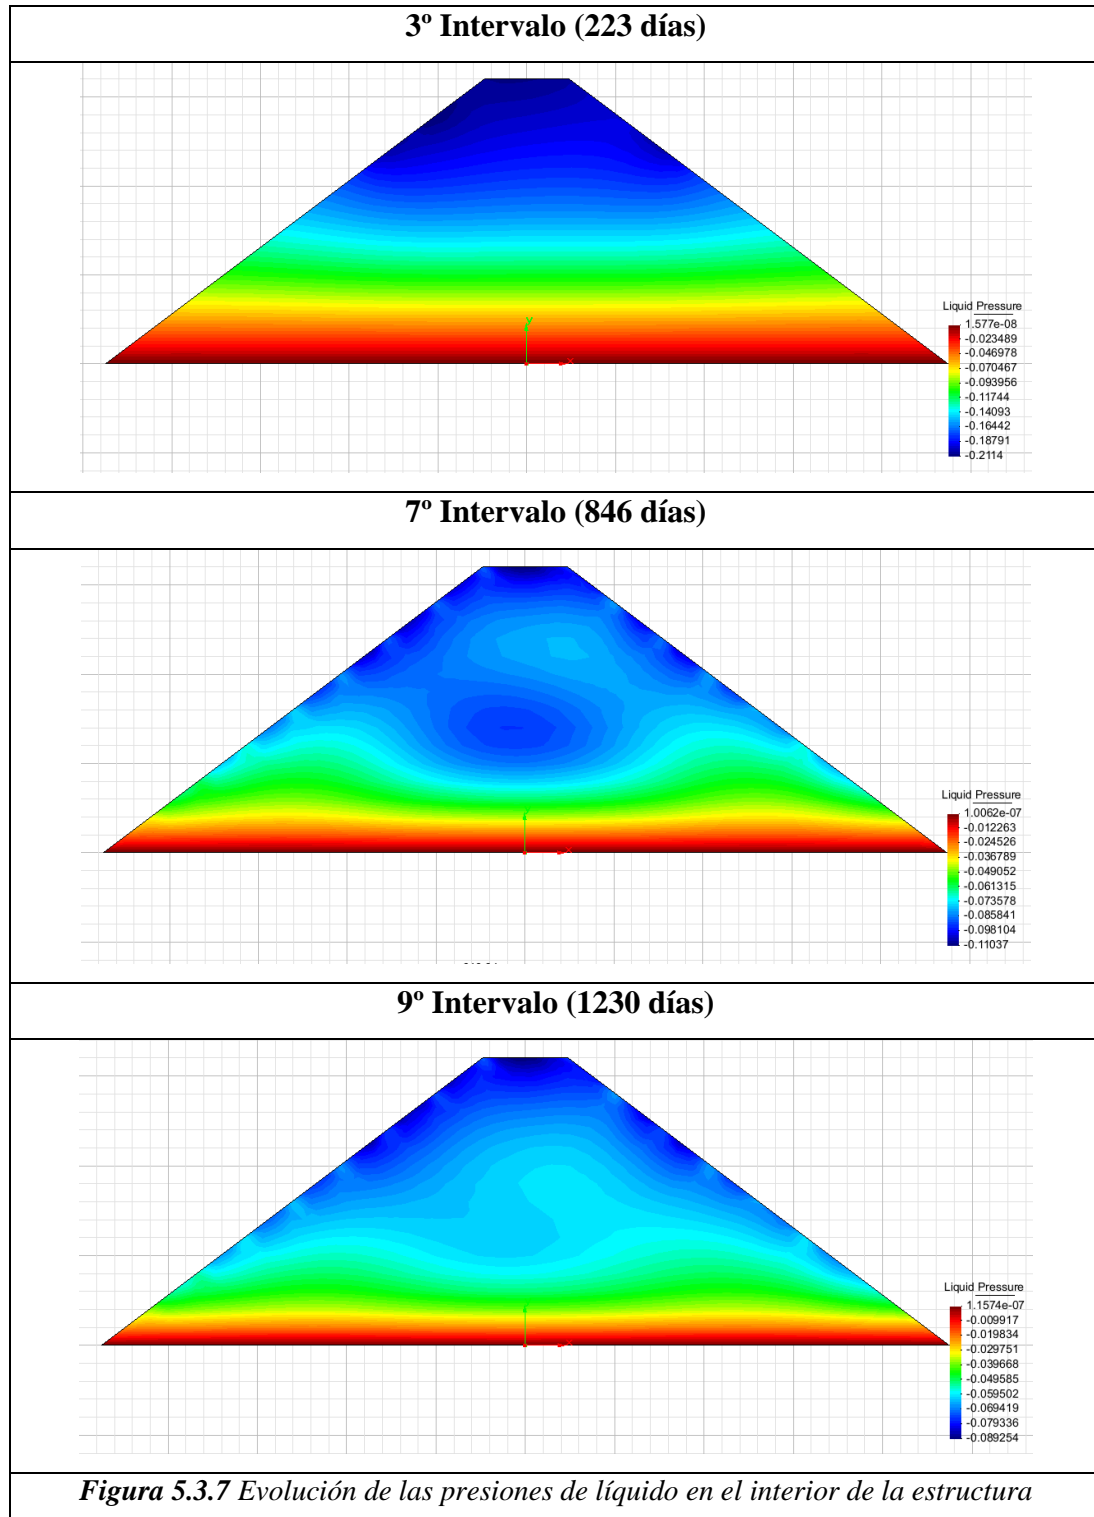 3º Intervalo (223 días)
Liquid Pressure
1.577e-08
-0.023489
-0.046978
-0.070467
-0.093956
-0.11744
-0.14093
-0.16442
-0.18791
-0.2114
7º Intervalo (846 días)
Liquid Pressure
1.0062e-07
-0.012263
-0.024526
-0.036789
-0.049052
-0.061315
-0.073578
-0.085841
-0.098104
-0.11037
9º Intervalo (1230 días)
Liquid Pressure
1.1574e-07
-0.009917
-0.019834
-0.029751
-0.039668
-0.049585
-0.059502
-0.069419
-0.079336
-0.089254
Figura 5.3.7 Evolución de las presiones de líquido en el interior de la estructura